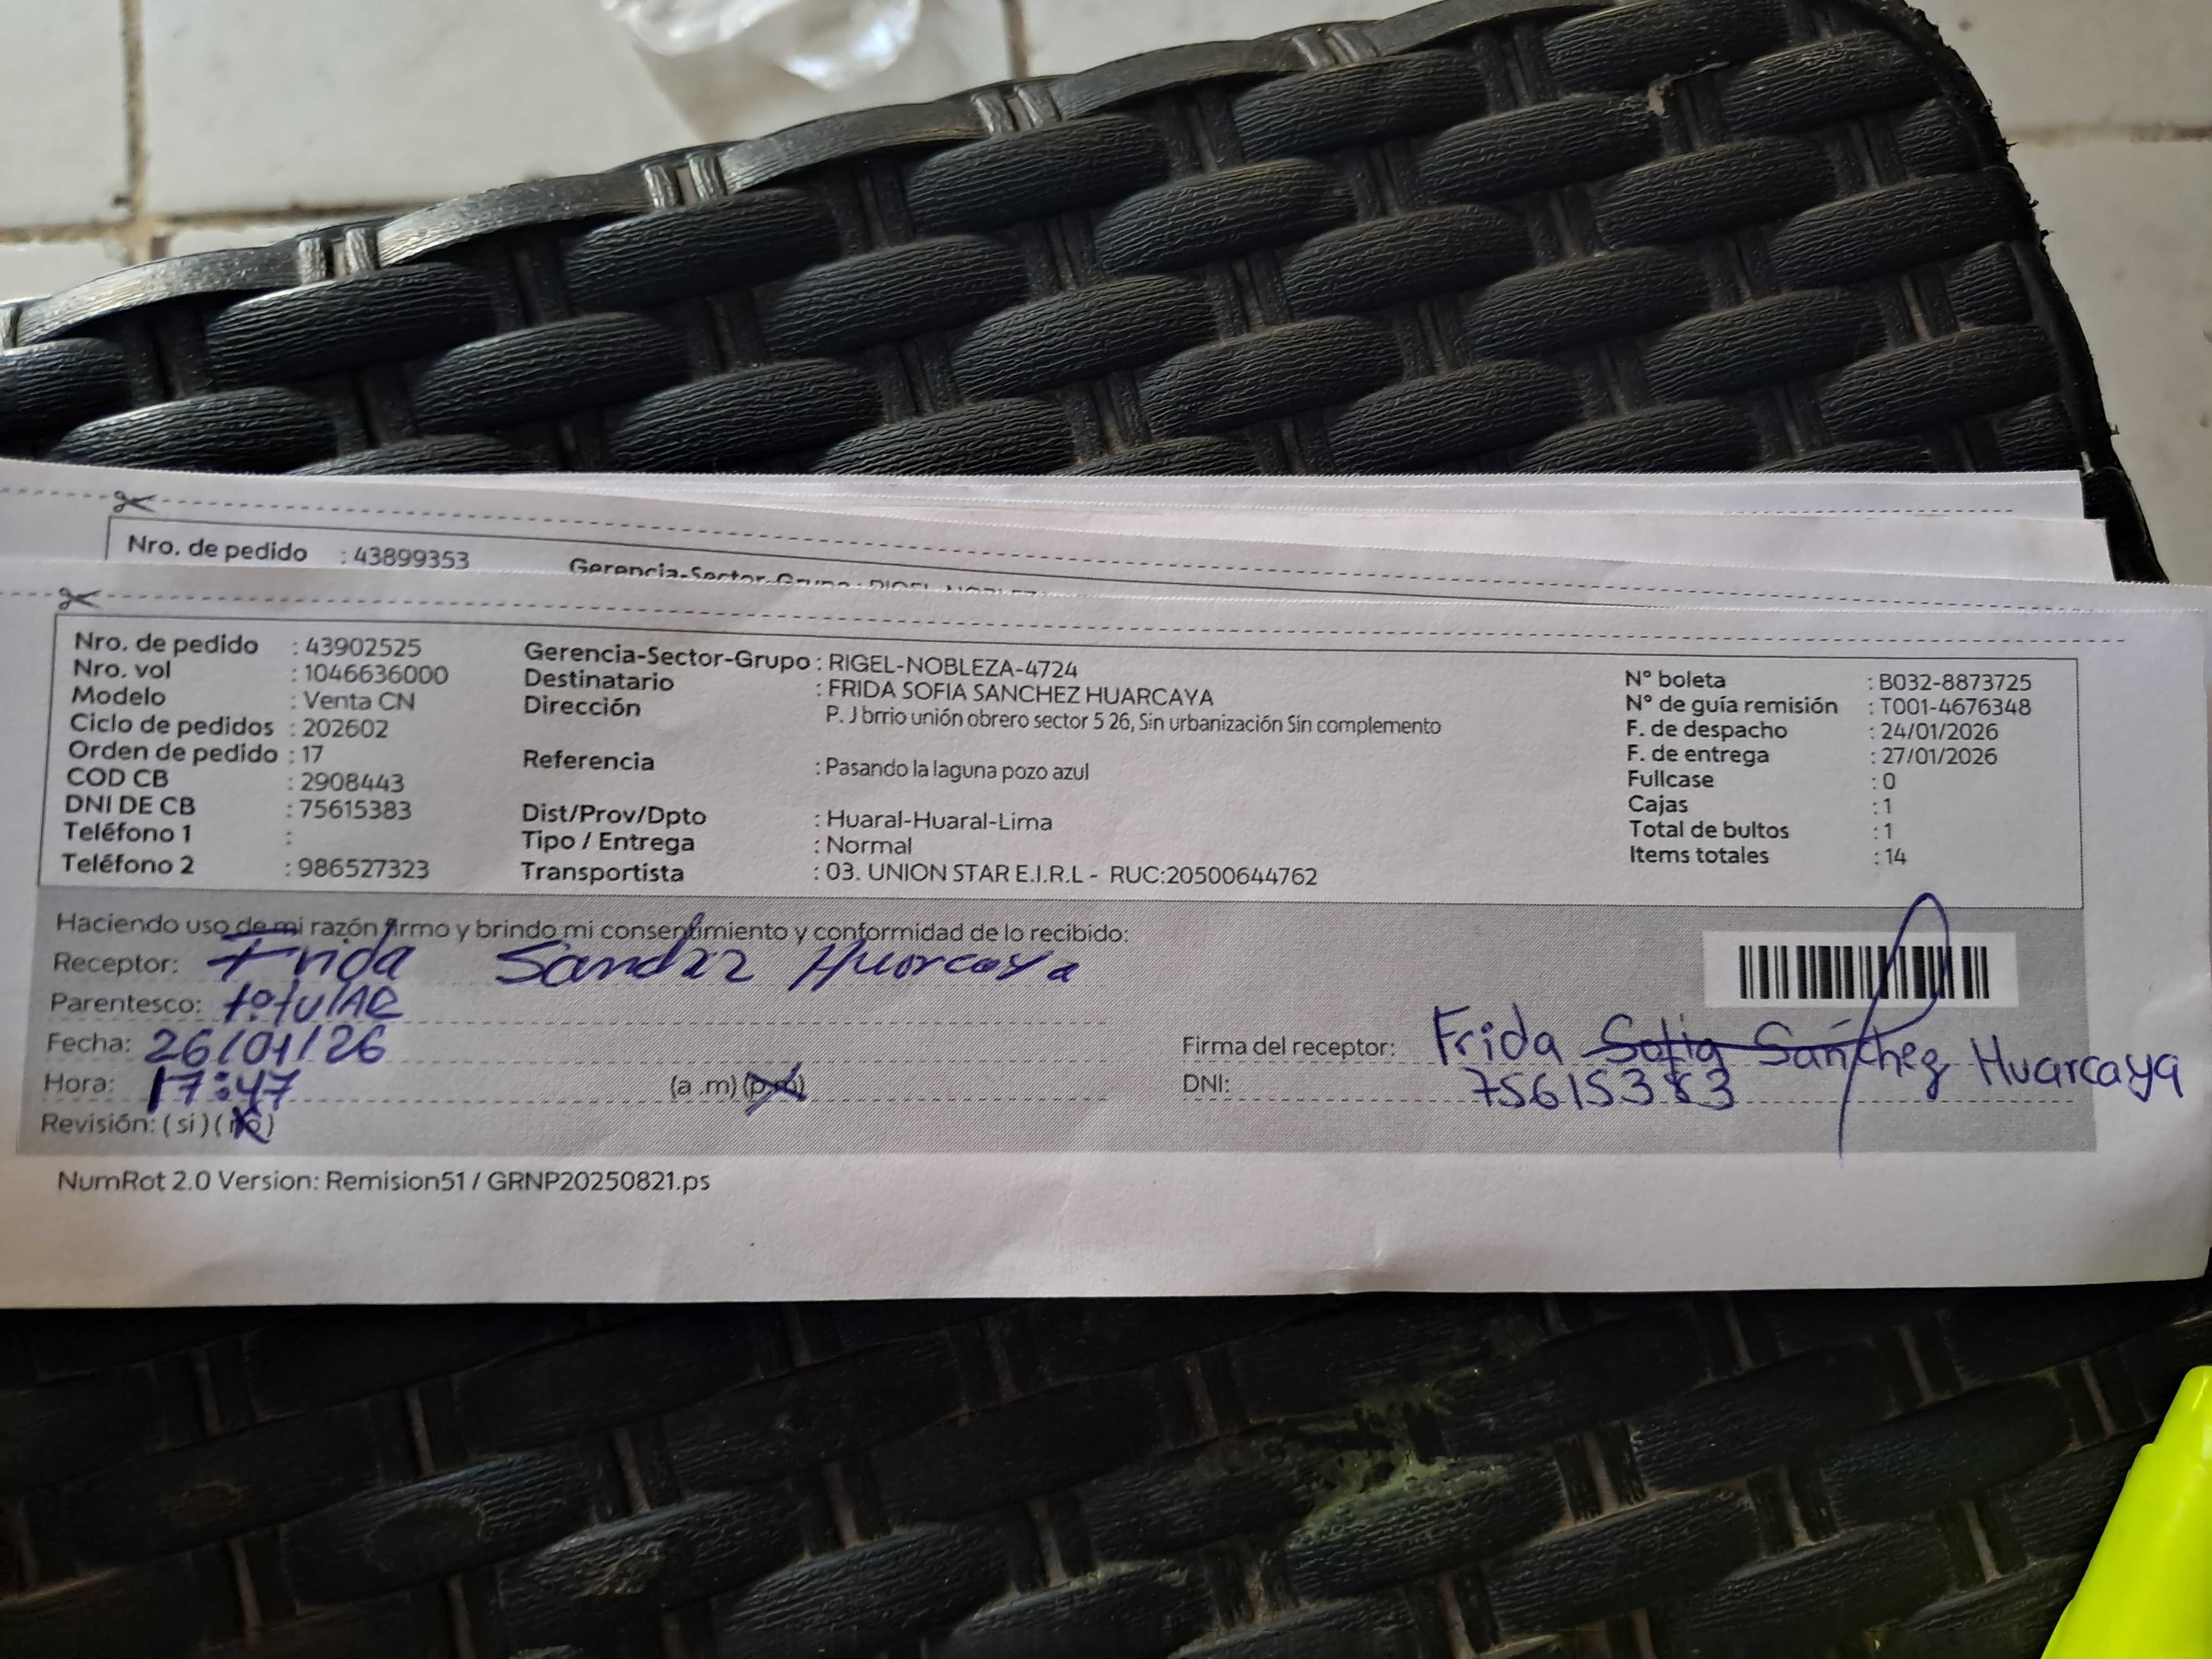 Nro. de pedido : 43899353
Nro. de pedido : 43902525
Nro. vol : 1046636000
Modelo : Venta CN
Ciclo de pedidos : 202602
Orden de pedido : 17
COD CB : 2908443
DNI DE CB : 75615383
Teléfono 1 :
Teléfono 2 : 986527323
Gerencia-Sector-Grupo : RIGEL-NOBLEZA-4724
Destinatario : FRIDA SOFIA SANCHEZ HUARCAYA
Dirección P. J brrio unión obrero sector 5 26, Sin urbanización Sin complemento
Referencia : Pasando la laguna pozo azul
Dist/Prov/Dpto : Huaral-Huaral-Lima
Tipo / Entrega : Normal
Transportista : 03. UNION STAR E.I.R.L - RUC:20500644762
N° boleta : B032-8873725
N° de guía remisión : T001-4676348
F. de despacho : 24/01/2026
F. de entrega : 27/01/2026
Fullcase : 0
Cajas : 1
Total de bultos : 1
Items totales : 14
Haciendo uso de mi razón firmo y brindo mi consentimiento y conformidad de lo recibido:
Receptor: Frida Huarcaya
Parentesco: totular
Fecha: 26/01/26
Hora: 17:47 (a .m) (p.m)
Revisión: ( si ) ( no )
Firma del receptor: Frida Sofia Sánchez Huarcaya
DNI: 75615383
NumRot 2.0 Version: Remision51 / GRNP20250821.ps